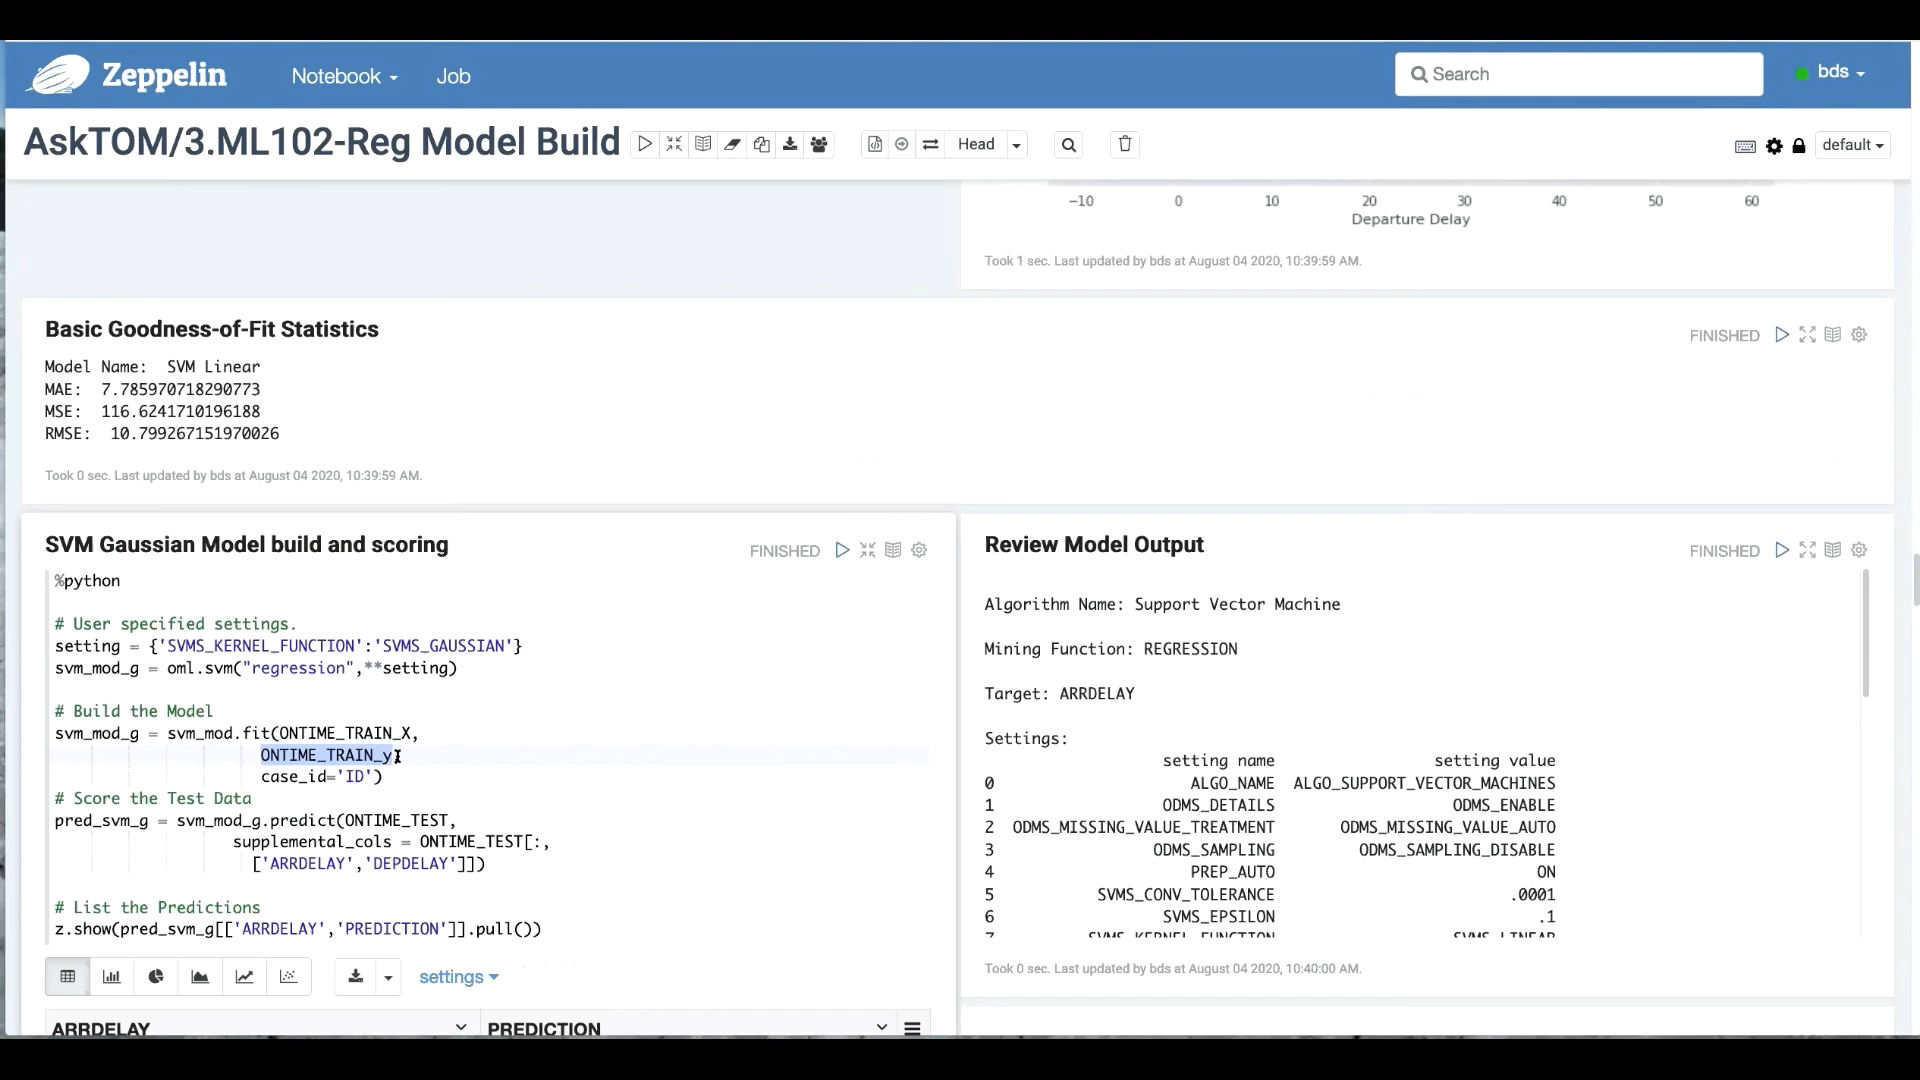 Zeppelin
Notebook
Job
Search
bds
AskTOM/3.ML102-Reg Model Build
Head
default
−10 0 10 20 30 40 50 60
Departure Delay
Took 1 sec. Last updated by bds at August 04 2020, 10:39:59 AM.
Basic Goodness-of-Fit Statistics
FINISHED
Model Name:  SVM Linear
MAE:  7.785970718290773
MSE:  116.6241710196188
RMSE:  10.799267151970026
Took 0 sec. Last updated by bds at August 04 2020, 10:39:59 AM.
SVM Gaussian Model build and scoring
FINISHED
%python
# User specified settings.
setting = {'SVMS_KERNEL_FUNCTION':'SVMS_GAUSSIAN'}
svm_mod_g = oml.svm("regression",**setting)
# Build the Model
svm_mod_g = svm_mod.fit(ONTIME_TRAIN_X,
ONTIME_TRAIN_y
case_id='ID')
# Score the Test Data
pred_svm_g = svm_mod_g.predict(ONTIME_TEST,
supplemental_cols = ONTIME_TEST[:,
['ARRDELAY','DEPDELAY']])
# List the Predictions
z.show(pred_svm_g[['ARRDELAY','PREDICTION']].pull())
settings
ARRDELAY
PREDICTION
Review Model Output
FINISHED
Algorithm Name: Support Vector Machine
Mining Function: REGRESSION
Target: ARRDELAY
Settings:
setting name setting value
0 ALGO_NAME ALGO_SUPPORT_VECTOR_MACHINES
1 ODMS_DETAILS ODMS_ENABLE
2 ODMS_MISSING_VALUE_TREATMENT ODMS_MISSING_VALUE_AUTO
3 ODMS_SAMPLING ODMS_SAMPLING_DISABLE
4 PREP_AUTO ON
5 SVMS_CONV_TOLERANCE .0001
6 SVMS_EPSILON .1
7 SVMS_KERNEL_FUNCTION SVMS_LINEAR
Took 0 sec. Last updated by bds at August 04 2020, 10:40:00 AM.